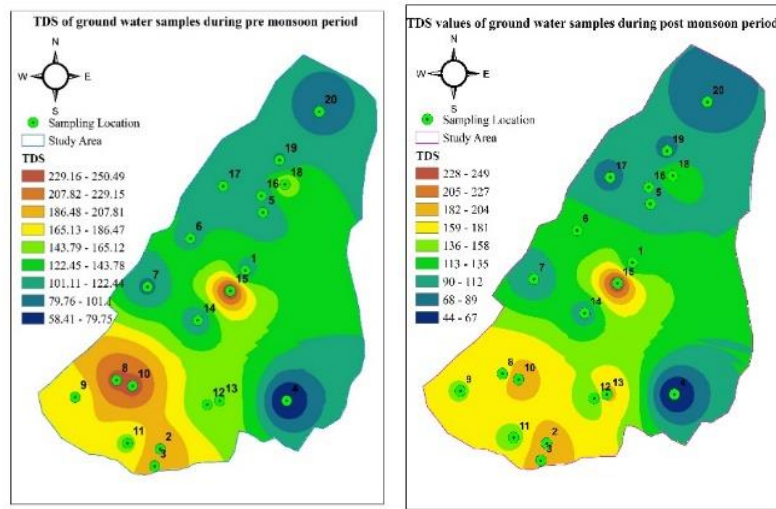 TDS of ground water samples during pre monsoon period
N
W E
S
Sampling Location
Study Area
TDS
229.16 - 250.49
207.82 - 229.15
186.48 - 207.81
165.13 - 186.47
143.79 - 165.12
122.45 - 143.78
101.11 - 122.44
79.76 - 101.1
58.41 - 79.75
20
19
18
17
16
5
6
1
7
15
14
8
10
9
12 13
4
11
2
3
TDS values of ground water samples during post monsoon period
N
W E
S
Sampling Location
Study Area
TDS
228 - 249
205 - 227
182 - 204
159 - 181
136 - 158
113 - 135
90 - 112
68 - 89
44 - 67
20
19
17
18
16
5
6
1
7
15
14
8
10
9
12 13
4
11
2
3